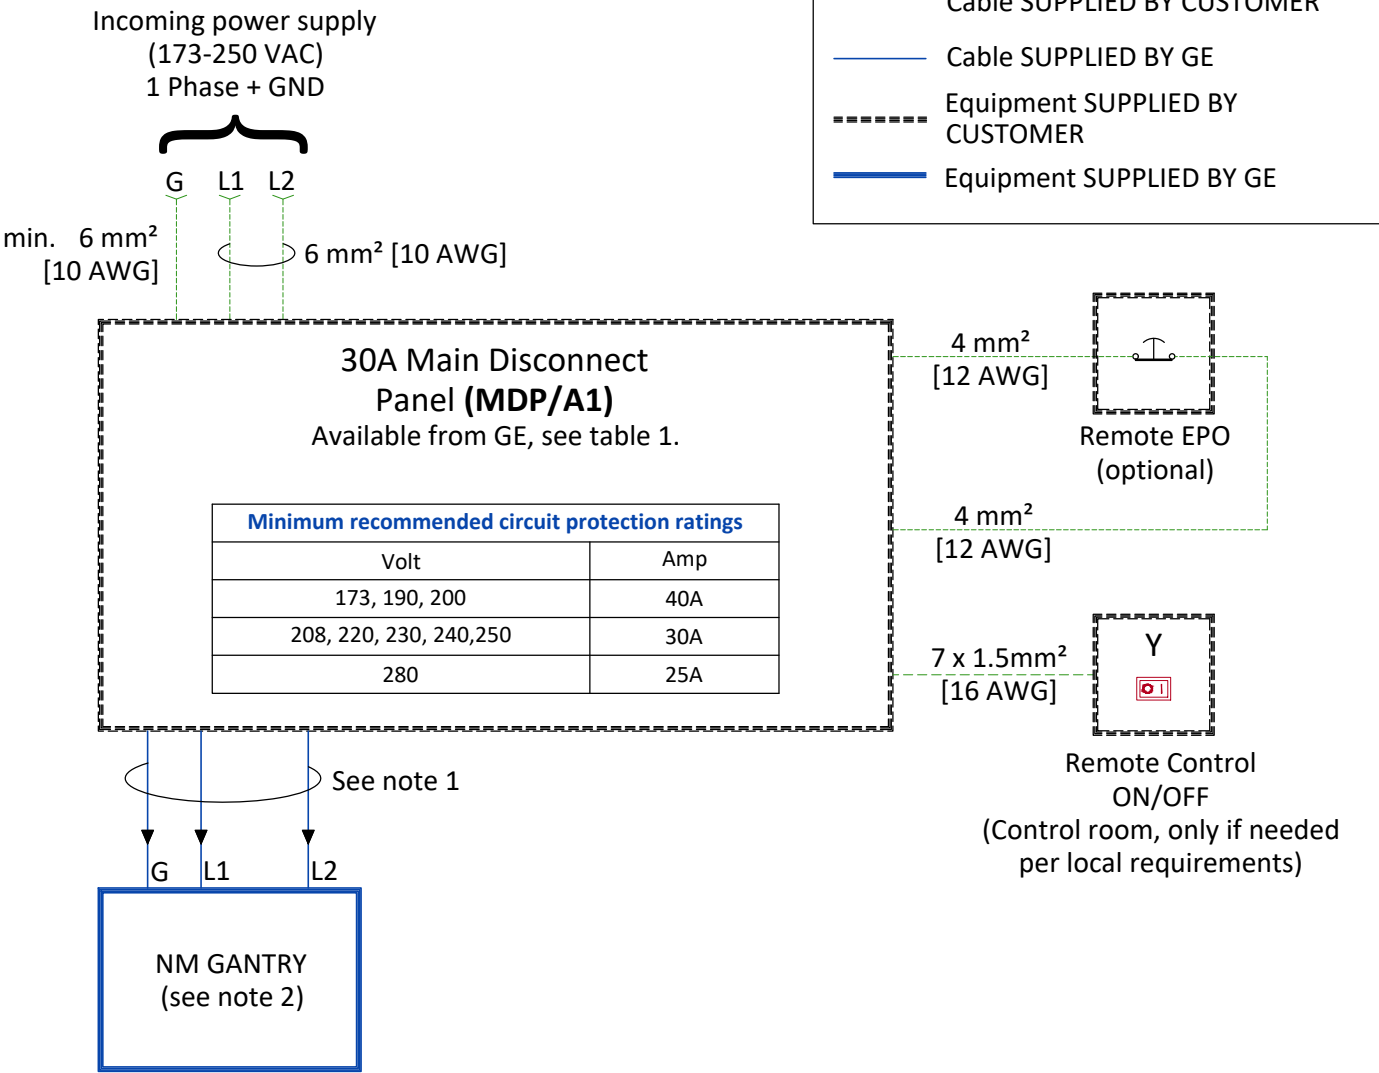 Cable SUPPLIED BY CUSTOMER
Cable SUPPLIED BY GE
Equipment SUPPLIED BY
CUSTOMER
Equipment SUPPLIED BY GE
Incoming power supply
(173-250 VAC)
1 Phase + GND
G L1 L2
min. 6 mm²
[10 AWG]
6 mm² [10 AWG]
30A Main Disconnect
Panel (MDP/A1)
Available from GE, see table 1.
Minimum recommended circuit protection ratings
Volt Amp
173, 190, 200 40A
208, 220, 230, 240,250 30A
280 25A
4 mm²
[12 AWG]
Remote EPO
(optional)
4 mm²
[12 AWG]
7 x 1.5mm²
[16 AWG]
Y
Remote Control
ON/OFF
(Control room, only if needed
per local requirements)
See note 1
G L1 L2
NM GANTRY
(see note 2)